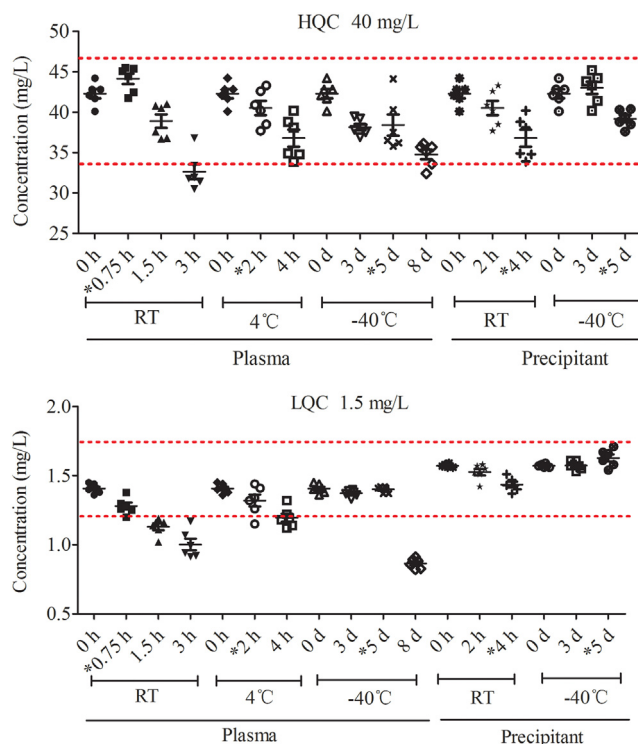 HQC 40 mg/L
Concentration (mg/L)
50
45
40
35
30
25
0 h
*0.75 h
1.5 h
3 h
0 h
*2 h
4 h
0 d
3 d
*5 d
8 d
0 h
2 h
*4 h
0 d
3 d
*5 d
RT 4℃ -40℃ RT -40℃
Plasma Precipitant
LQC 1.5 mg/L
Concentration (mg/L)
2.0
1.5
1.0
0.5
0 h
*0.75 h
1.5 h
3 h
0 h
*2 h
4 h
0 d
3 d
*5 d
8 d
0 h
2 h
*4 h
0 d
3 d
*5 d
RT 4℃ -40℃ RT -40℃
Plasma Precipitant